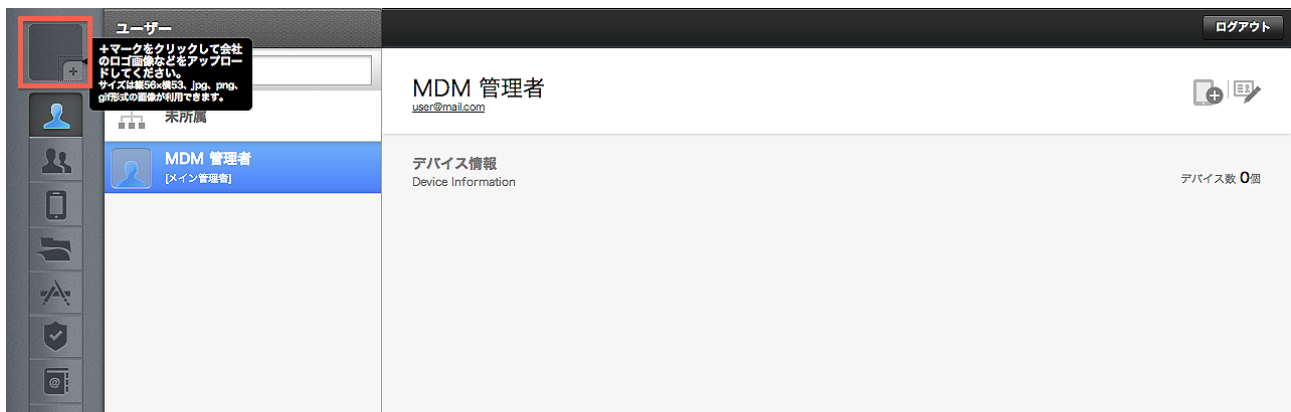 ユーザー
ログアウト
+マークをクリックして会社
のロゴ画像などをアップロー
ドしてください。
サイズは縦56×横53、jpg、png、
gif形式の画像が利用できます。
未所属
MDM 管理者
[メイン管理者]
MDM 管理者
user@mail.com
デバイス情報
Device Information
デバイス数 0個